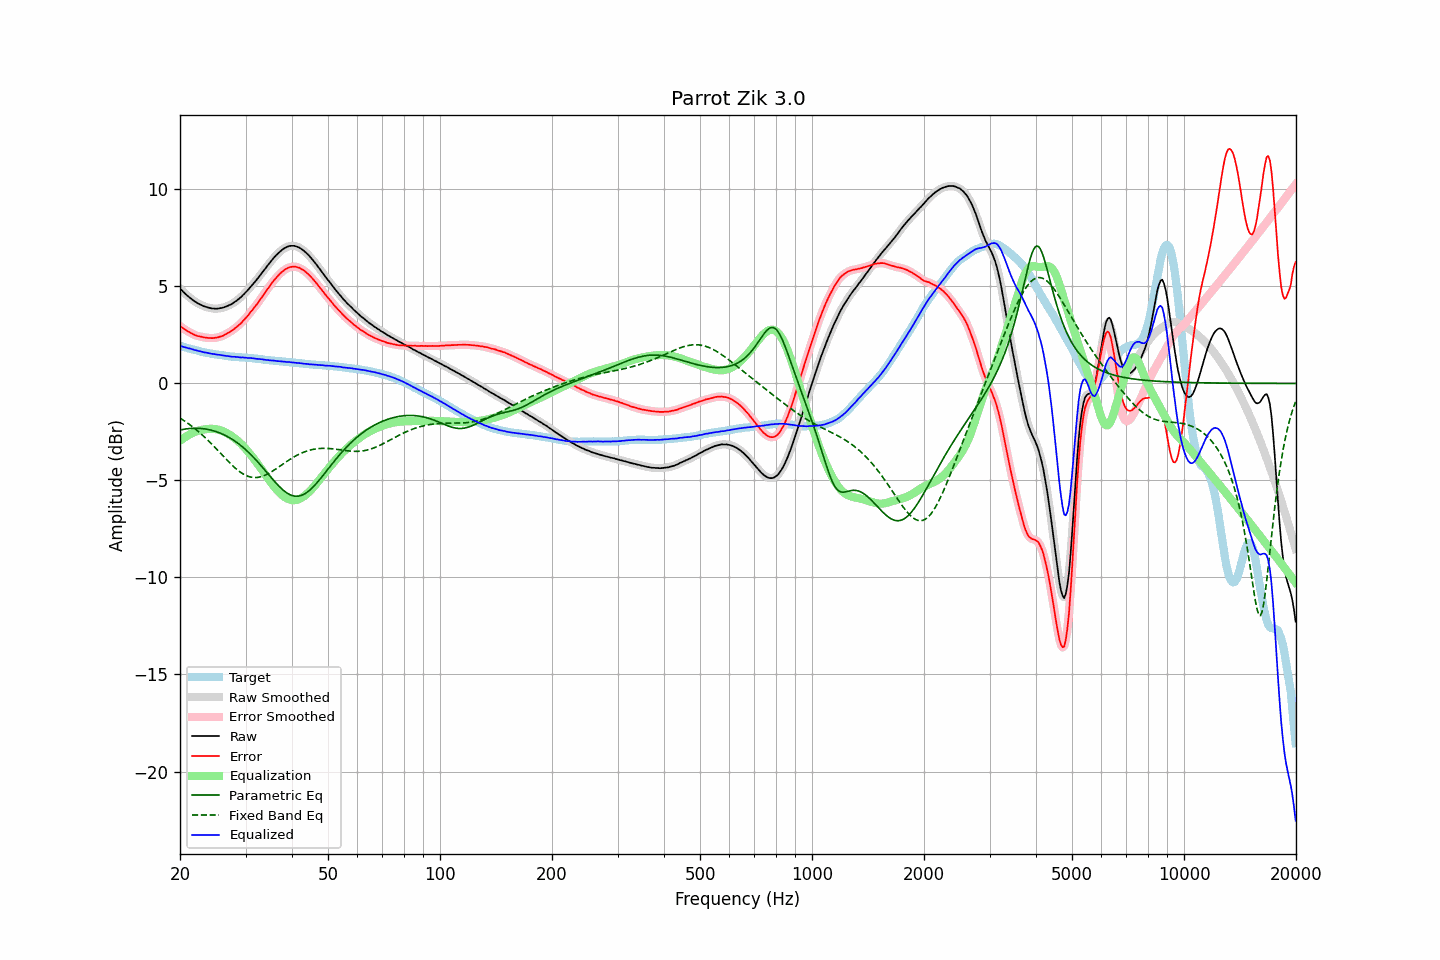 Parrot Zik 3.0
Amplitude (dBr)
10
5
0
−5
−10
−15
−20
Target
Raw Smoothed
Error Smoothed
Raw
Error
Equalization
Parametric Eq
Fixed Band Eq
Equalized
20
50
100
200
500
1000
2000
5000
10000
20000
Frequency (Hz)